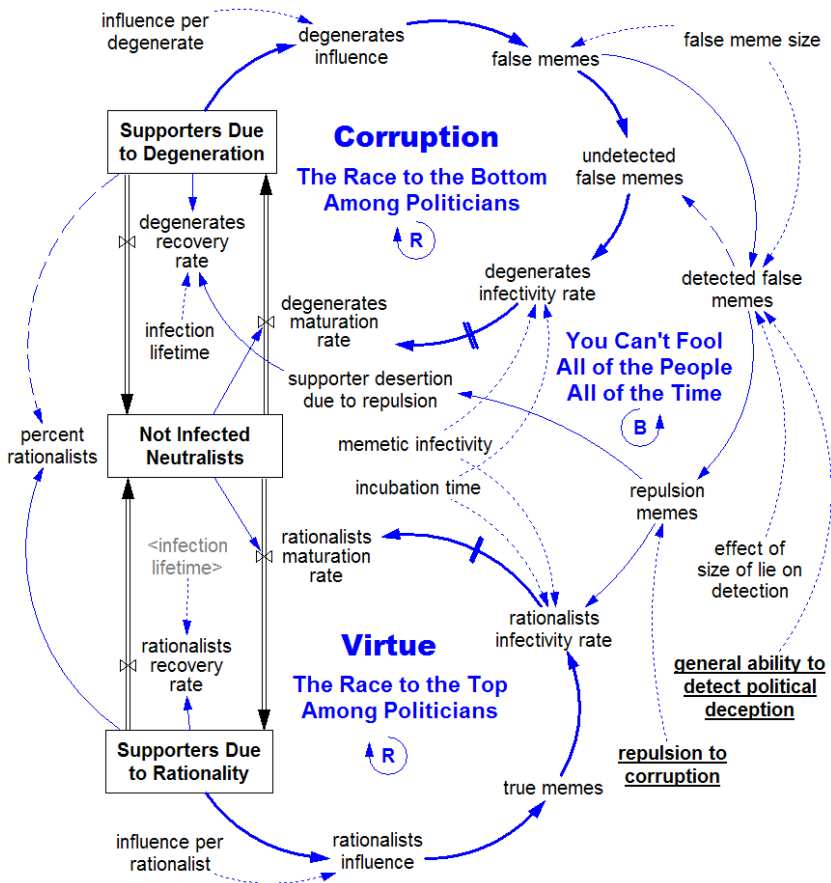 influence per
degenerate
degenerates
influence
false memes
false meme size
Supporters Due
to Degeneration
Corruption
The Race to the Bottom
Among Politicians
R
undetected
false memes
degenerates
recovery
rate
infection
lifetime
degenerates
maturation
rate
degenerates
infectivity rate
detected false
memes
You Can't Fool
All of the People
All of the Time
B
supporter desertion
due to repulsion
percent
rationalists
Not Infected
Neutralists
memetic infectivity
incubation time
repulsion
memes
<infection
lifetime>
rationalists
maturation
rate
effect of
size of lie on
detection
rationalists
infectivity rate
rationalists
recovery
rate
Virtue
The Race to the Top
Among Politicians
R
general ability to
detect political
deception
Supporters Due
to Rationality
repulsion to
corruption
true memes
influence per
rationalist
rationalists
influence